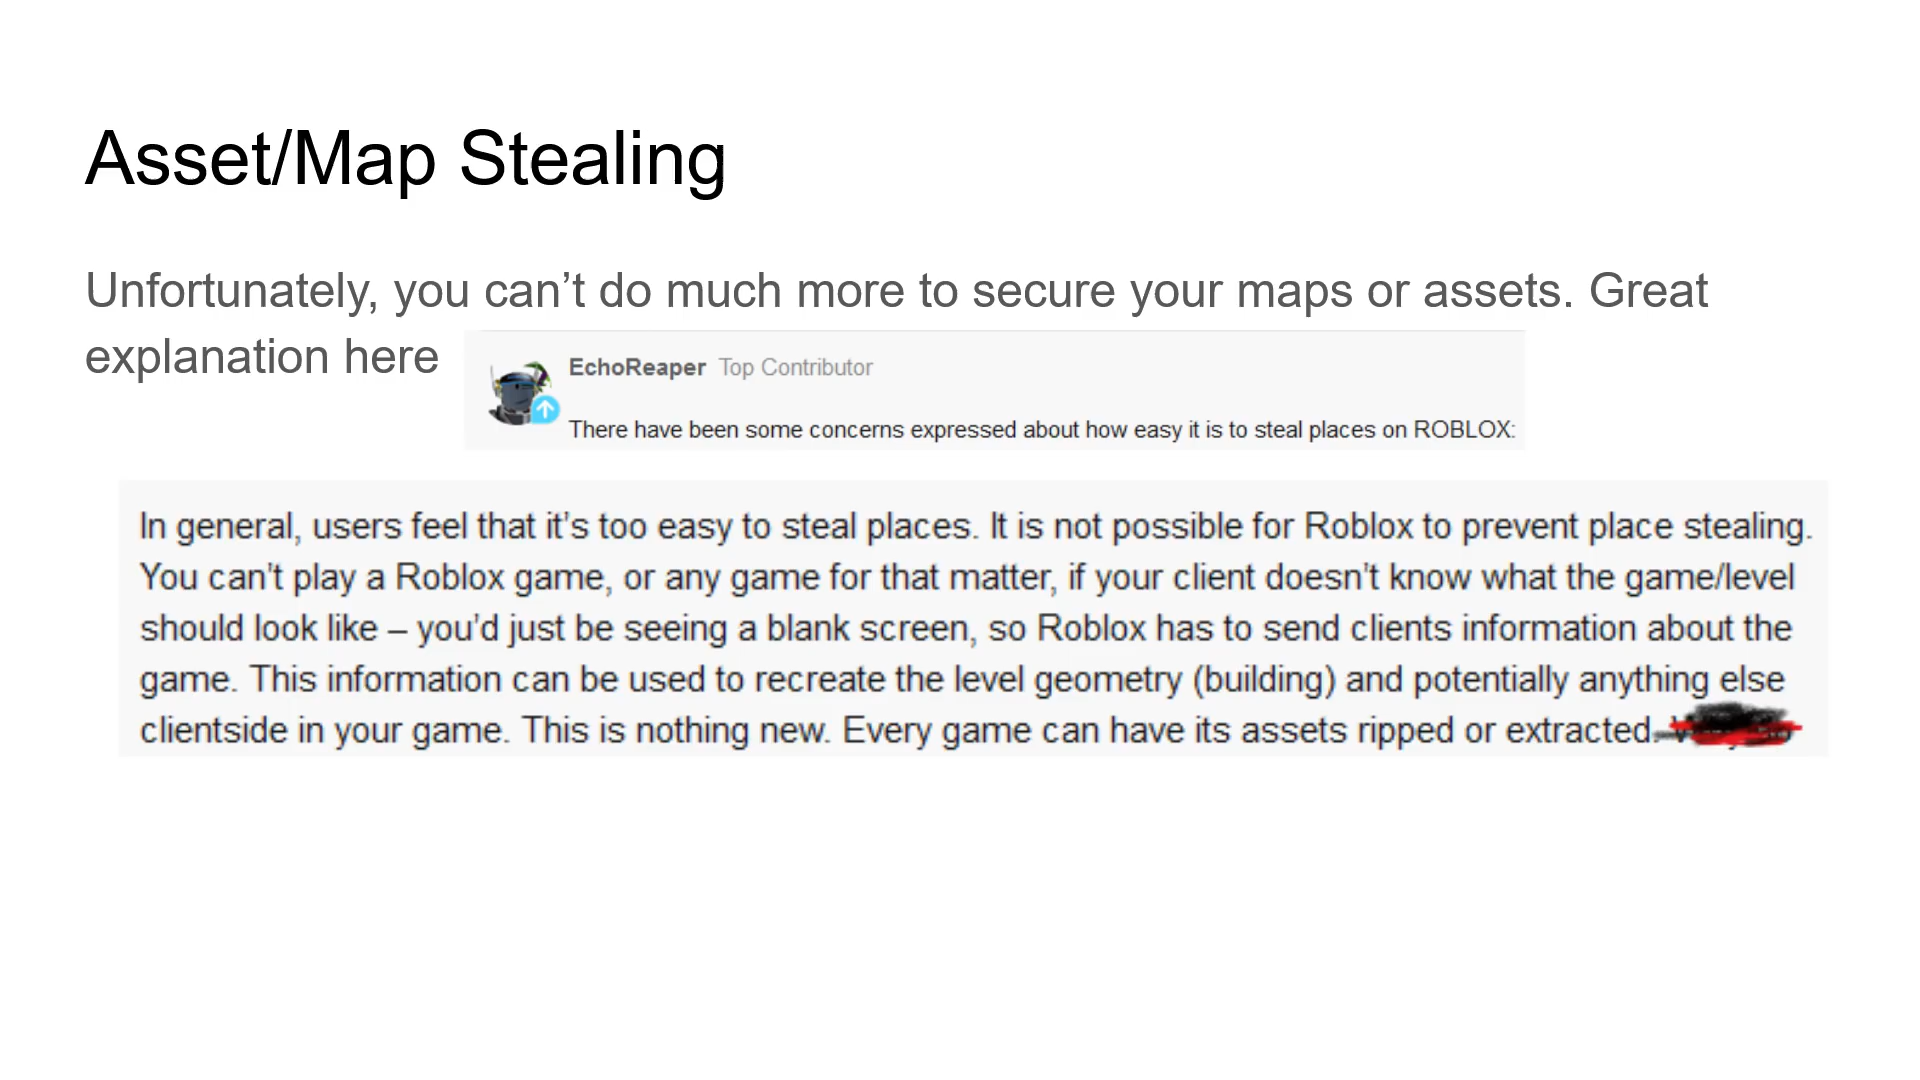 Asset/Map Stealing
Unfortunately, you can’t do much more to secure your maps or assets. Great
explanation here
EchoReaper Top Contributor
There have been some concerns expressed about how easy it is to steal places on ROBLOX:
In general, users feel that it’s too easy to steal places. It is not possible for Roblox to prevent place stealing.
You can’t play a Roblox game, or any game for that matter, if your client doesn’t know what the game/level
should look like – you’d just be seeing a blank screen, so Roblox has to send clients information about the
game. This information can be used to recreate the level geometry (building) and potentially anything else
clientside in your game. This is nothing new. Every game can have its assets ripped or extracted.